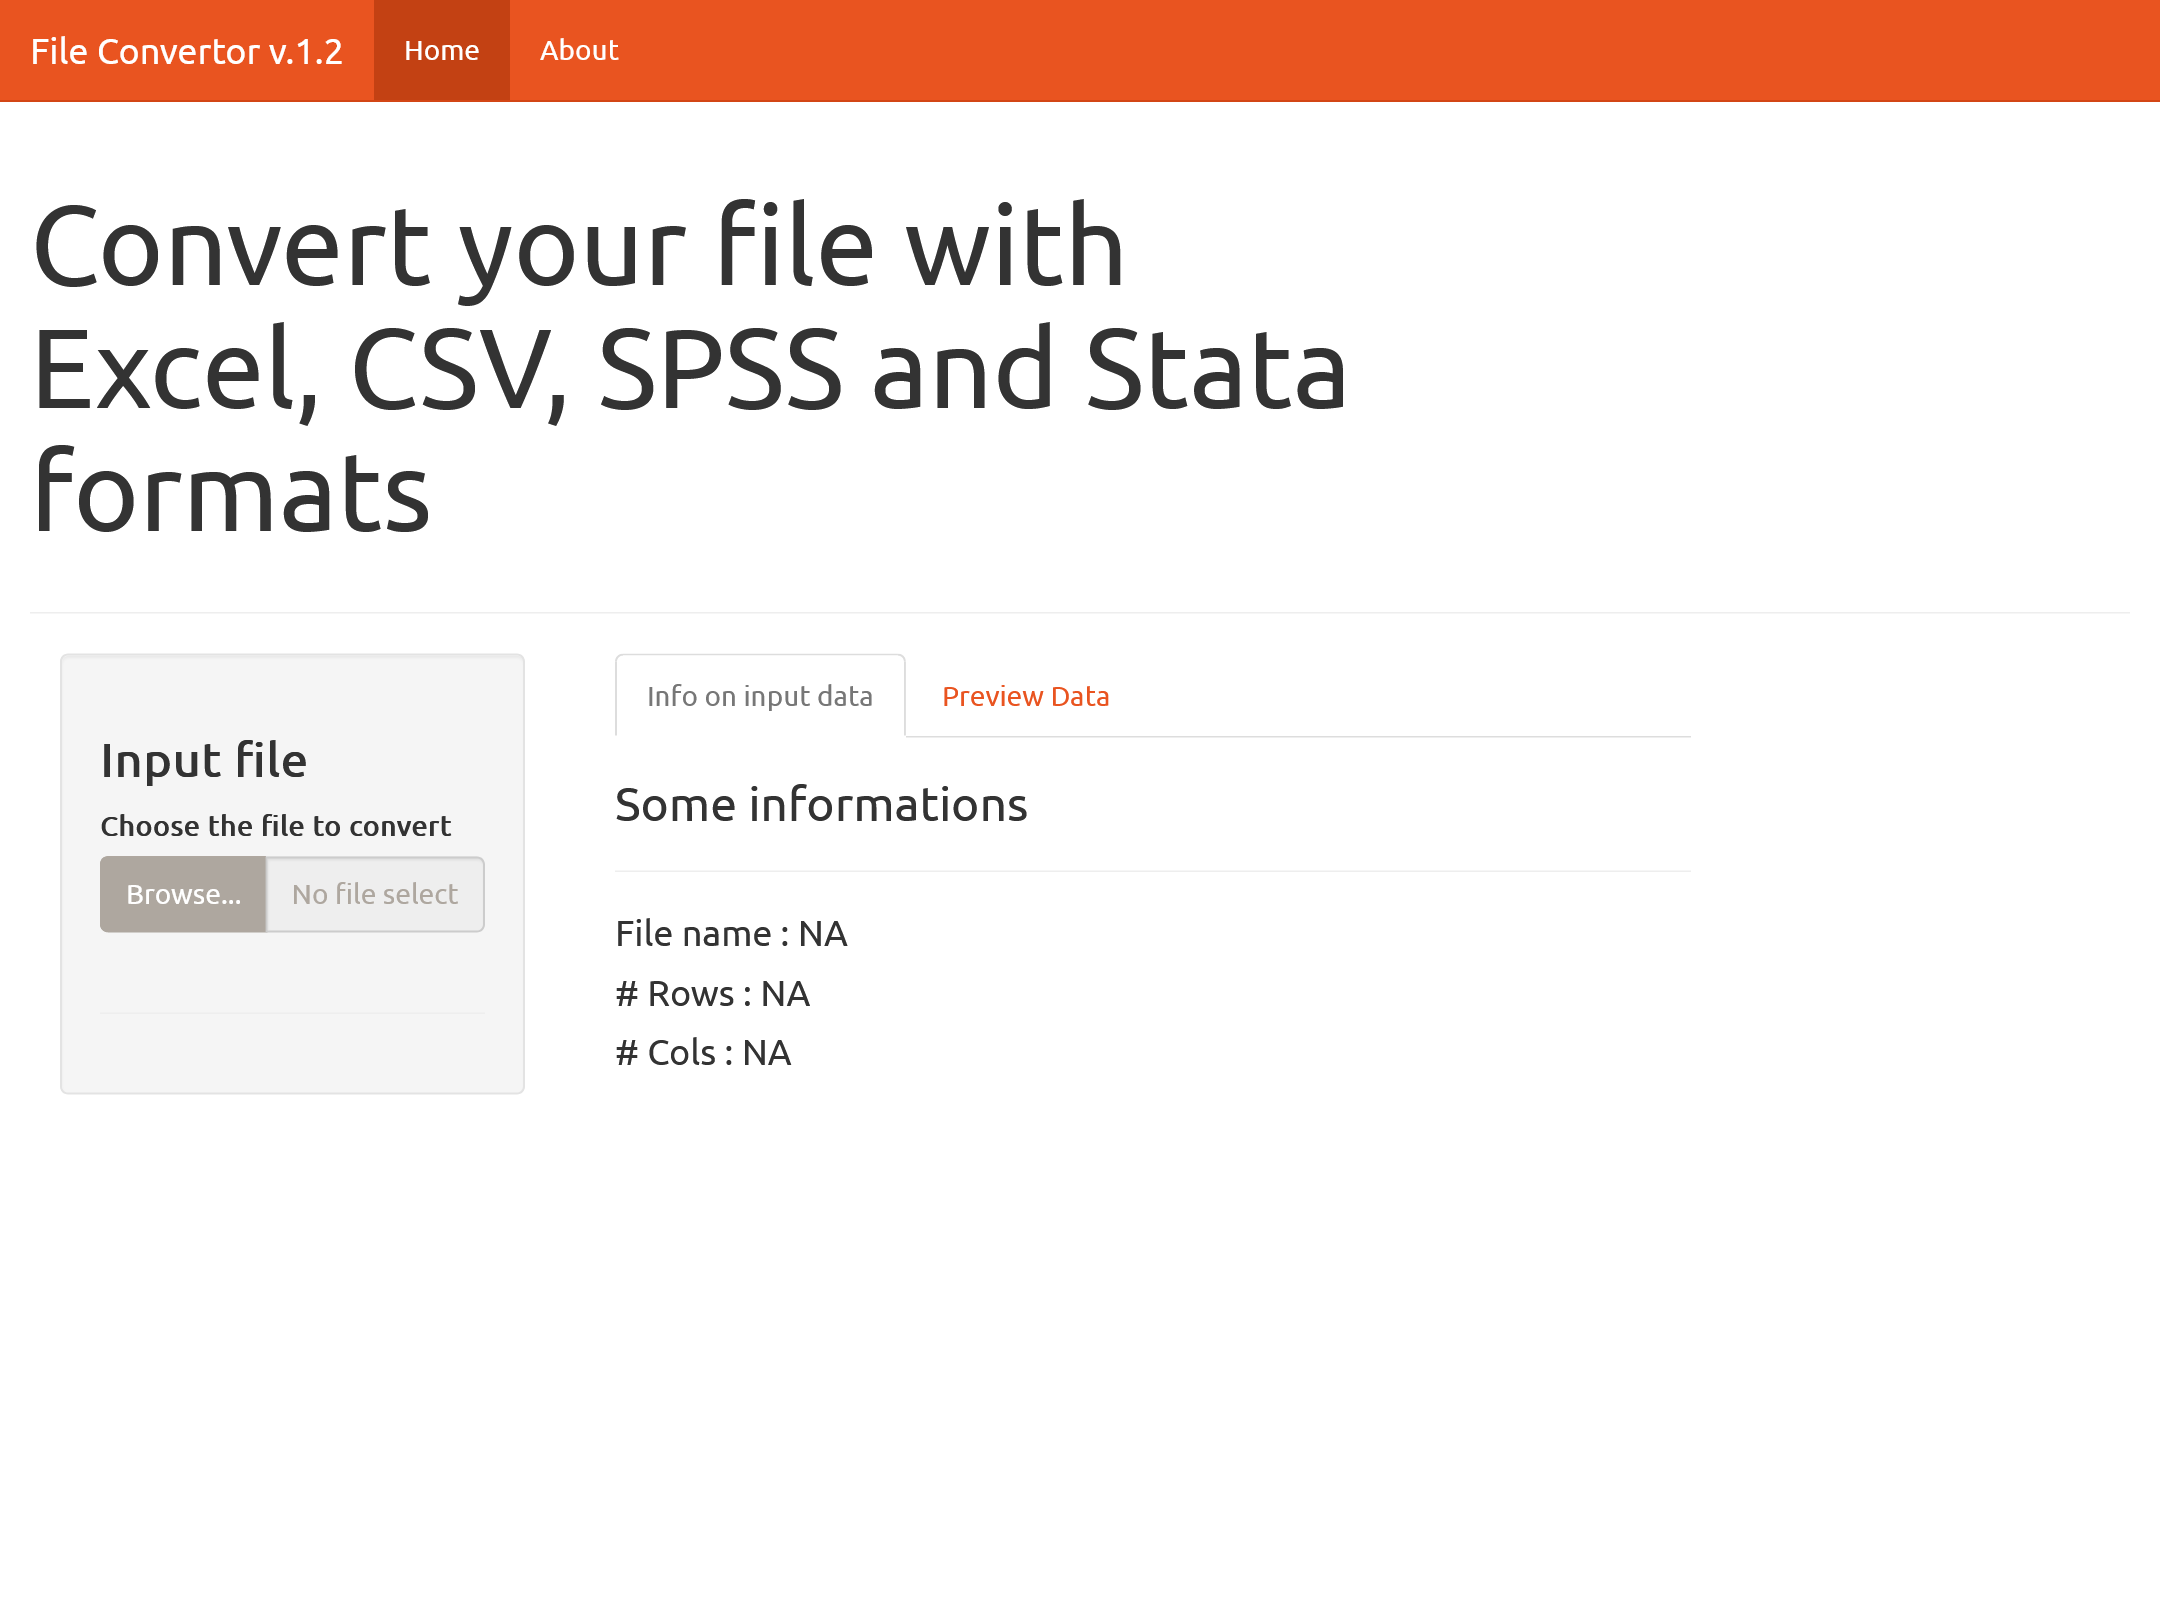 File Convertor v.1.2
Home
About
Convert your file with
Excel, CSV, SPSS and Stata
formats
Input file
Choose the file to convert
Browse...
No file select
Info on input data
Preview Data
Some informations
File name : NA
# Rows : NA
# Cols : NA